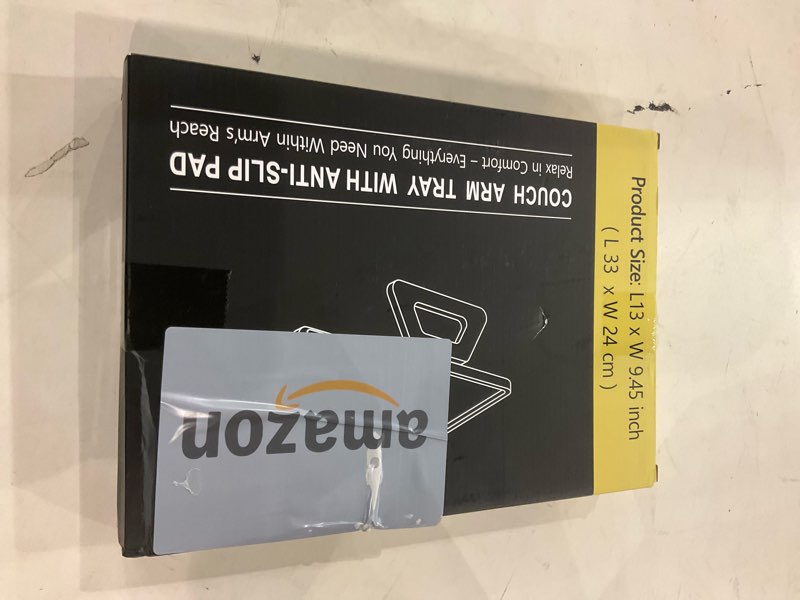 COUCH ARM TRAY WITH ANTI-SLIP PAD
Relax in Comfort – Everything You Need Within Arm's Reach
Product Size: L13 x W 9.45 inch
( L 33 x W 24 cm )
amazon